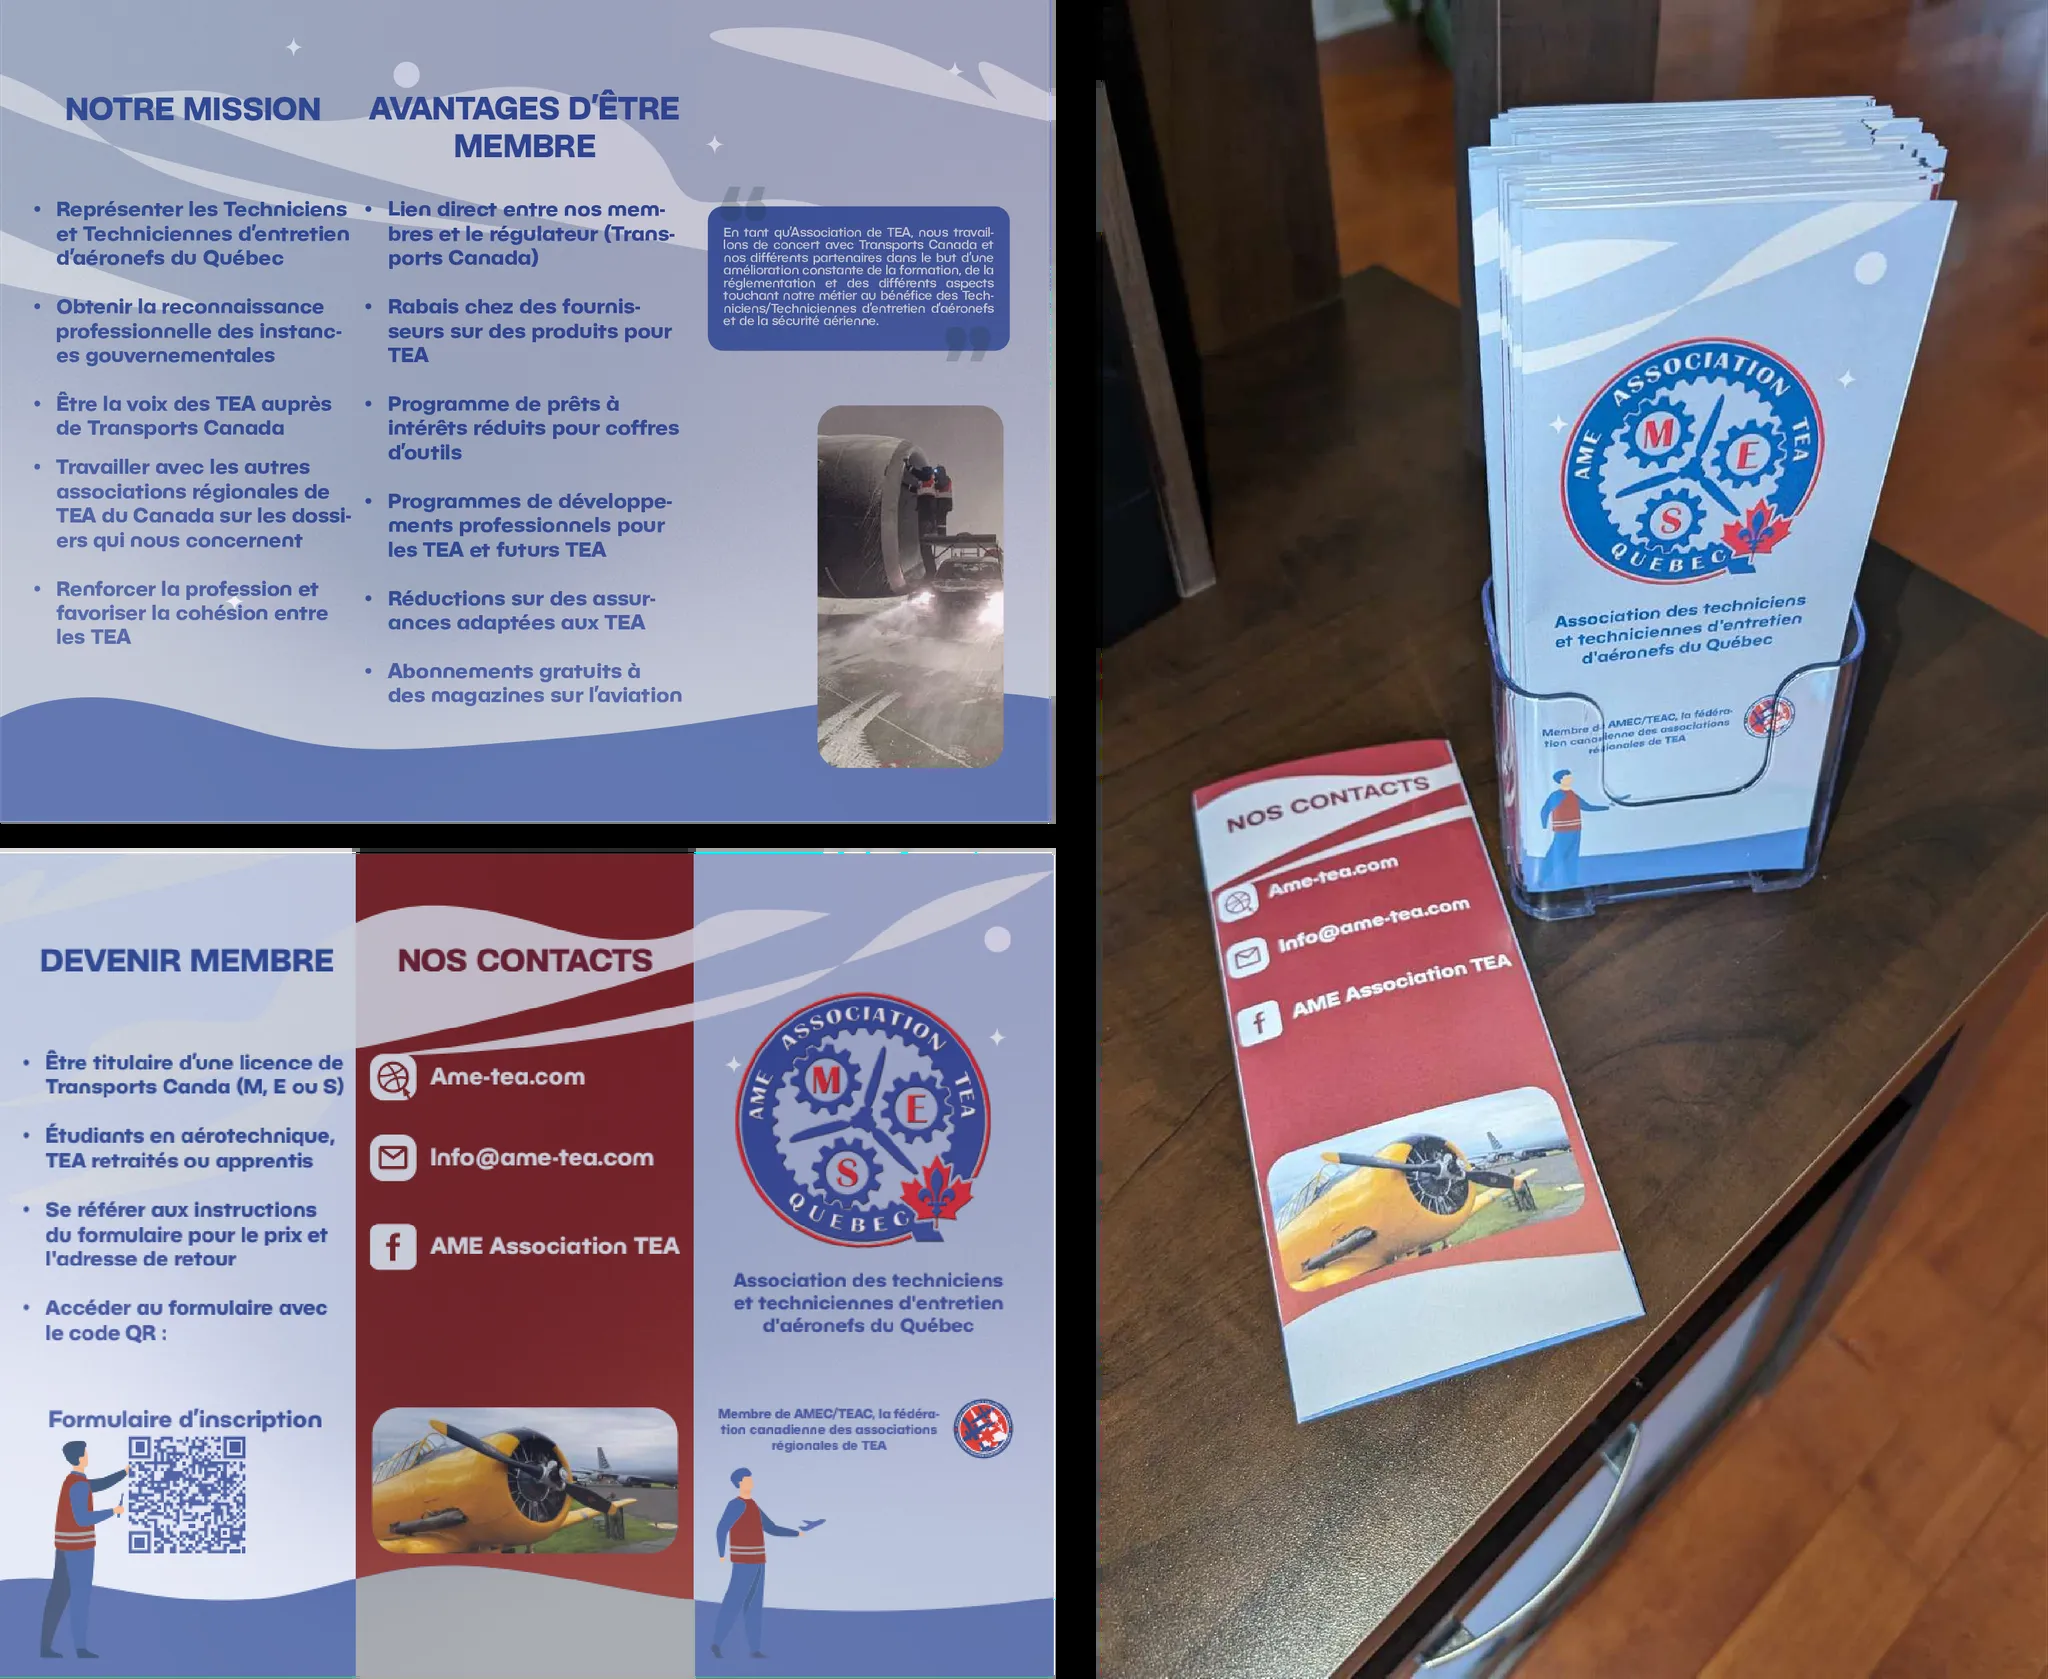 NOTRE MISSION
• Représenter les Techniciens
et Techniciennes d'entretien
d'aéronefs du Québec
• Obtenir la reconnaissance
professionnelle des instanc-
es gouvernementales
• Être la voix des TEA auprès
de Transports Canada
• Travailler avec les autres
associations régionales de
TEA du Canada sur les dossi-
ers qui nous concernent
• Renforcer la profession et
favoriser la cohésion entre
les TEA
AVANTAGES D'ÊTRE
MEMBRE
• Lien direct entre nos mem-
bres et le régulateur (Trans-
ports Canada)
• Rabais chez des fournis-
seurs sur des produits pour
TEA
• Programme de prêts à
intérêts réduits pour coffres
d'outils
• Programmes de développe-
ments professionnels pour
les TEA et futurs TEA
• Réductions sur des assur-
ances adaptées aux TEA
• Abonnements gratuits à
des magazines sur l'aviation
En tant qu'Association de TEA, nous travail-
lons de concert avec Transports Canada et
nos différents partenaires dans le but d'une
amélioration constante de la formation, de la
réglementation et des différents aspects
touchant notre métier au bénéfice des Tech-
niciens/Techniciennes d'entretien d'aéronefs
et de la sécurité aérienne.
DEVENIR MEMBRE
• Être titulaire d'une licence de
Transports Canda (M, E ou S)
• Étudiants en aérotechnique,
TEA retraités ou apprentis
• Se référer aux instructions
du formulaire pour le prix et
l'adresse de retour
• Accéder au formulaire avec
le code QR :
Formulaire d'inscription
NOS CONTACTS
Ame-tea.com
Info@ame-tea.com
f AME Association TEA
AME ASSOCIATION TEA
M
E
S
QUEBEC
Association des techniciens
et techniciennes d'entretien
d'aéronefs du Québec
Membre de AMEC/TEAC, la fédéra-
tion canadienne des associations
régionales de TEA
AME ASSOCIATION TEA
M
E
S
QUEBEC
Association des techniciens
et techniciennes d'entretien
d'aéronefs du Québec
Membre de AMEC/TEAC, la fédéra-
tion canadienne des associations
régionales de TEA
NOS CONTACTS
Ame-tea.com
Info@ame-tea.com
f AME Association TEA